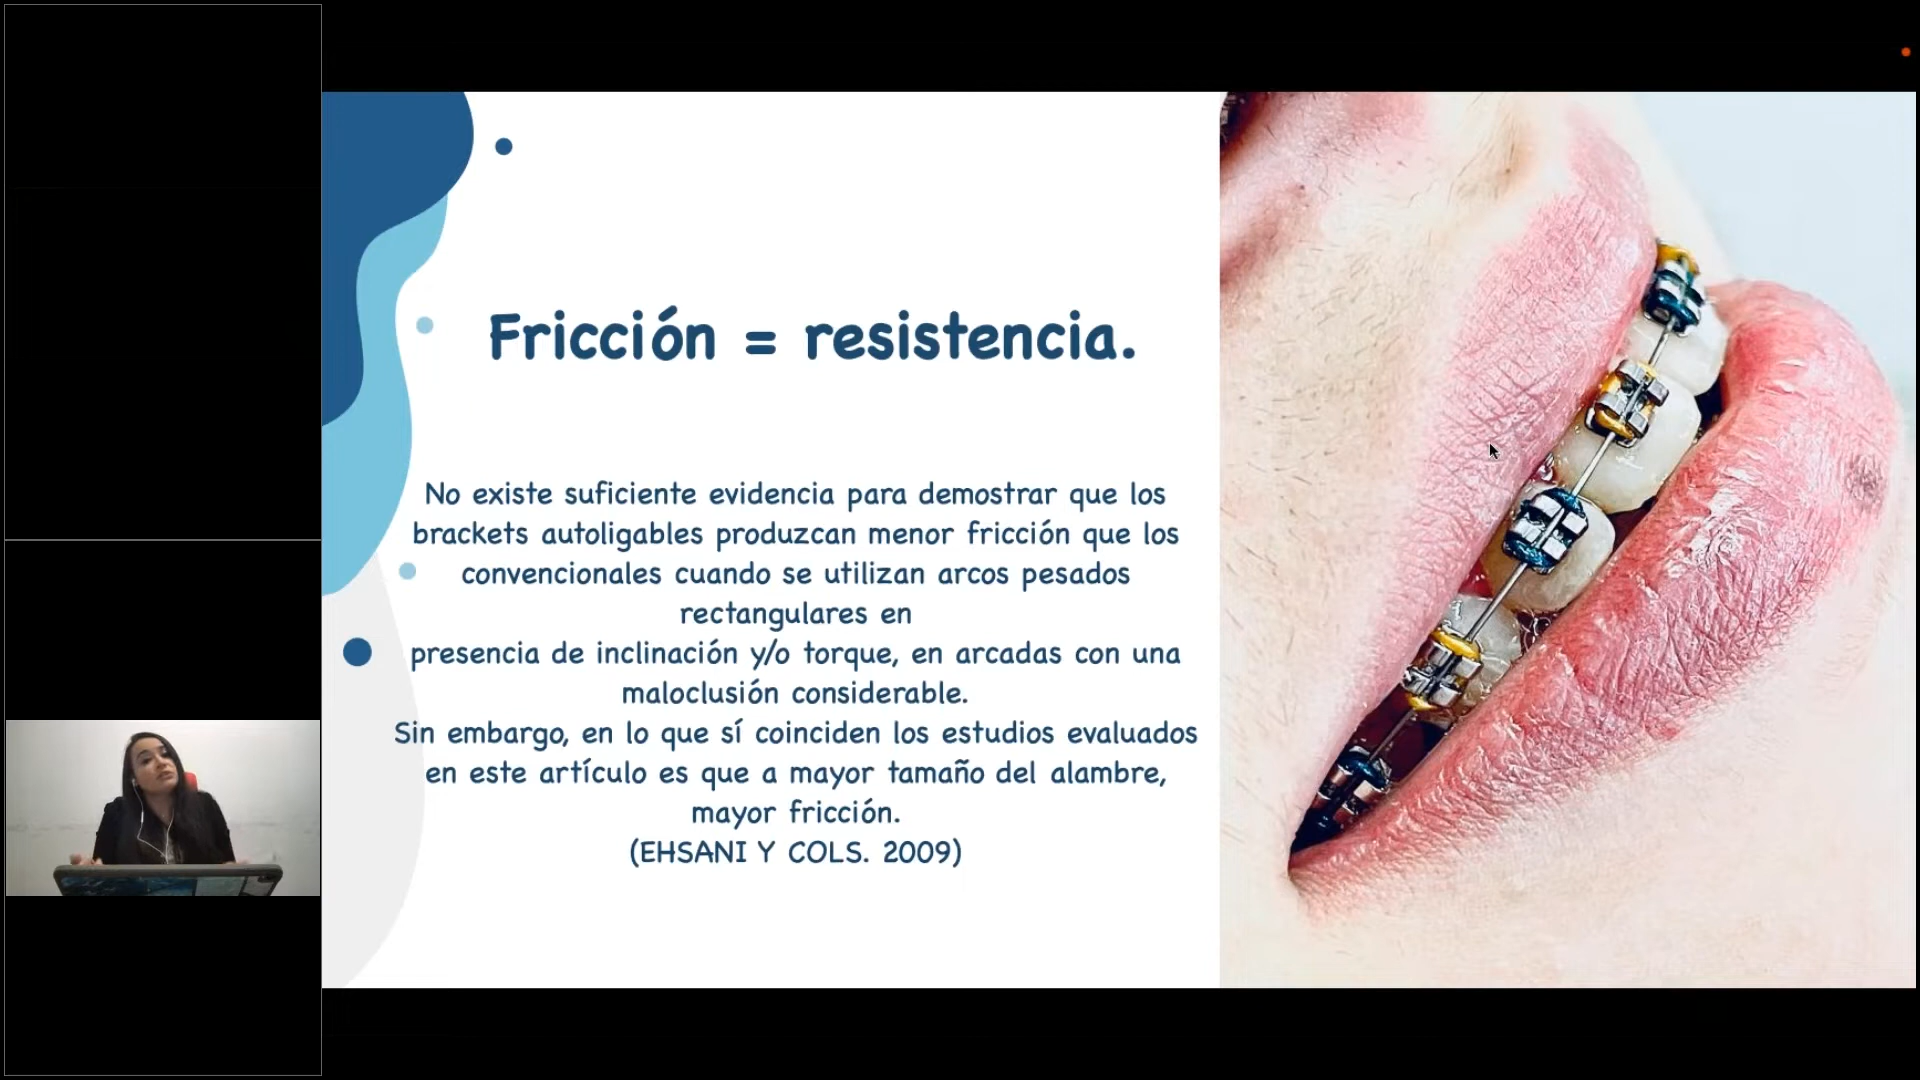 Fricción = resistencia.
No existe suficiente evidencia para demostrar que los
brackets autoligables produzcan menor fricción que los
convencionales cuando se utilizan arcos pesados
rectangulares en
presencia de inclinación y/o torque, en arcadas con una
maloclusión considerable.
Sin embargo, en lo que sí coinciden los estudios evaluados
en este artículo es que a mayor tamaño del alambre,
mayor fricción.
(EHSANI Y COLS. 2009)